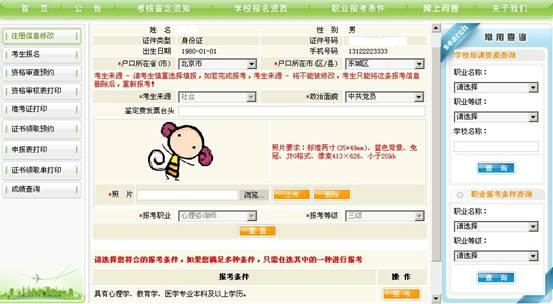 首 页 公 告 考核鉴定须知 学校报名资质 职业报考条件 网上问答 关于我们
注册信息修改
考生报名
资格审查预约
资格审核表打印
准考证打印
证书领取预约
申报表打印
证书领取单打印
成绩查询
姓 名 性 别 男
证件类型 身份证 证件号码
出生日期 1980-01-01 手机号码 13122223333
*户口所在省(市) 北京市 *户口所在市(区/县) 东城区
考生来源 - 请考生慎重选择填报,如若完成报考,考生来源 - 将不能被修改,考生只能将这条报考信息
删除后,重新报考!
*考生来源 社会 *政治面貌 中共党员
鉴定费发票台头
照片要求:标准两寸(35*49mm)、蓝色背景、免
冠、JPG格式、像素413×626、小于20kb
*照 片 浏览... 上传 删除
*报考职业 心理咨询师 *报考等级 三级
重 置
请选择您符合的报考条件,如果您满足多种条件,只需任选其中的一种进行报考
报考条件 操 作
具有心理学、教育学、医学专业本科及以上学历。 报 考
search
常 用 查 询
学校培训资质查询
职业名称:
请选择
职业等级:
请选择
学校名称:
查 询
职业报考条件查询
职业名称:
请选择
职业等级:
请选择
查 询